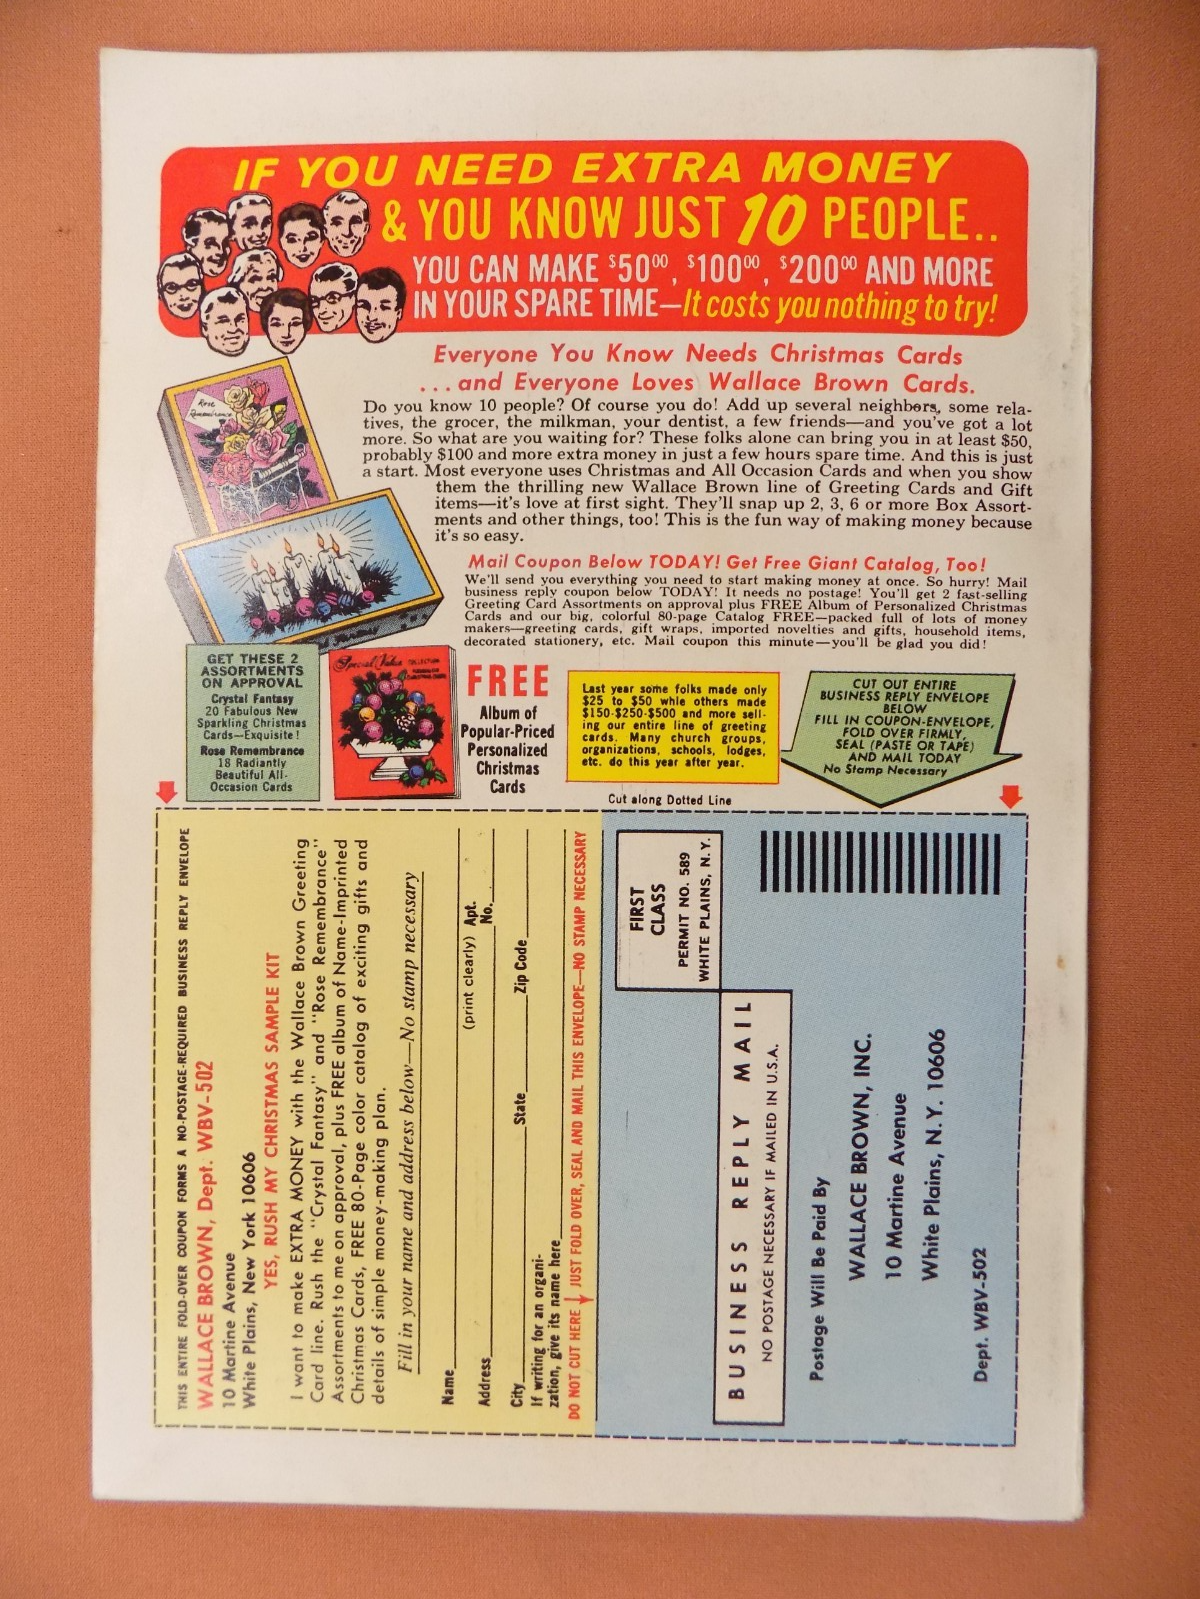 IF YOU NEED EXTRA MONEY
& YOU KNOW JUST 10 PEOPLE..
YOU CAN MAKE $50⁰⁰, $100⁰⁰, $200⁰⁰ AND MORE
IN YOUR SPARE TIME—It costs you nothing to try!
Everyone You Know Needs Christmas Cards
...and Everyone Loves Wallace Brown Cards.
Do you know 10 people? Of course you do! Add up several neighbors, some rela-
tives, the grocer, the milkman, your dentist, a few friends—and you've got a lot
more. So what are you waiting for? These folks alone can bring you in at least $50,
probably $100 and more extra money in just a few hours spare time. And this is just
a start. Most everyone uses Christmas and All Occasion Cards and when you show
them the thrilling new Wallace Brown line of Greeting Cards and Gift
items—it's love at first sight. They'll snap up 2, 3, 6 or more Box Assort-
ments and other things, too! This is the fun way of making money because
it's so easy.
Rose
Remembrance
Mail Coupon Below TODAY! Get Free Giant Catalog, Too!
We'll send you everything you need to start making money at once. So hurry! Mail
business reply coupon below TODAY! It needs no postage! You'll get 2 fast-selling
Greeting Card Assortments on approval plus FREE Album of Personalized Christmas
Cards and our big, colorful 80-page Catalog FREE—packed full of lots of money
makers—greeting cards, gift wraps, imported novelties and gifts, household items,
decorated stationery, etc. Mail coupon this minute—you'll be glad you did!
GET THESE 2
ASSORTMENTS
ON APPROVAL
Crystal Fantasy
20 Fabulous New
Sparkling Christmas
Cards—Exquisite!
Rose Remembrance
18 Radiantly
Beautiful All-
Occasion Cards
Special Value COLLECTION
FREE
Album of
Popular-Priced
Personalized
Christmas
Cards
Last year some folks made only
$25 to $50 while others made
$150-$250-$500 and more sell-
ing our entire line of greeting
cards. Many church groups,
organizations, schools, lodges,
etc. do this year after year.
CUT OUT ENTIRE
BUSINESS REPLY ENVELOPE
BELOW
FILL IN COUPON-ENVELOPE,
FOLD OVER FIRMLY,
SEAL (PASTE OR TAPE)
AND MAIL TODAY
No Stamp Necessary
Cut along Dotted Line
THIS ENTIRE FOLD-OVER COUPON FORMS A NO-POSTAGE-REQUIRED BUSINESS REPLY ENVELOPE
WALLACE BROWN, Dept. WBV-502
10 Martine Avenue
White Plains, New York 10606
YES, RUSH MY CHRISTMAS SAMPLE KIT
I want to make EXTRA MONEY with the Wallace Brown Greeting
Card line. Rush the "Crystal Fantasy" and "Rose Remembrance"
Assortments to me on approval, plus FREE album of Name-Imprinted
Christmas Cards, FREE 80-Page color catalog of exciting gifts and
details of simple money-making plan.
Fill in your name and address below—No stamp necessary
Name
(print clearly)
Address Apt. No.
City State Zip Code
If writing for an organi-
zation, give its name here
DO NOT CUT HERE JUST FOLD OVER, SEAL AND MAIL THIS ENVELOPE—NO STAMP NECESSARY
FIRST
CLASS
PERMIT NO. 589
WHITE PLAINS, N.Y.
BUSINESS REPLY MAIL
NO POSTAGE NECESSARY IF MAILED IN U.S.A.
Postage Will Be Paid By
WALLACE BROWN, INC.
10 Martine Avenue
White Plains, N.Y. 10606
Dept. WBV-502